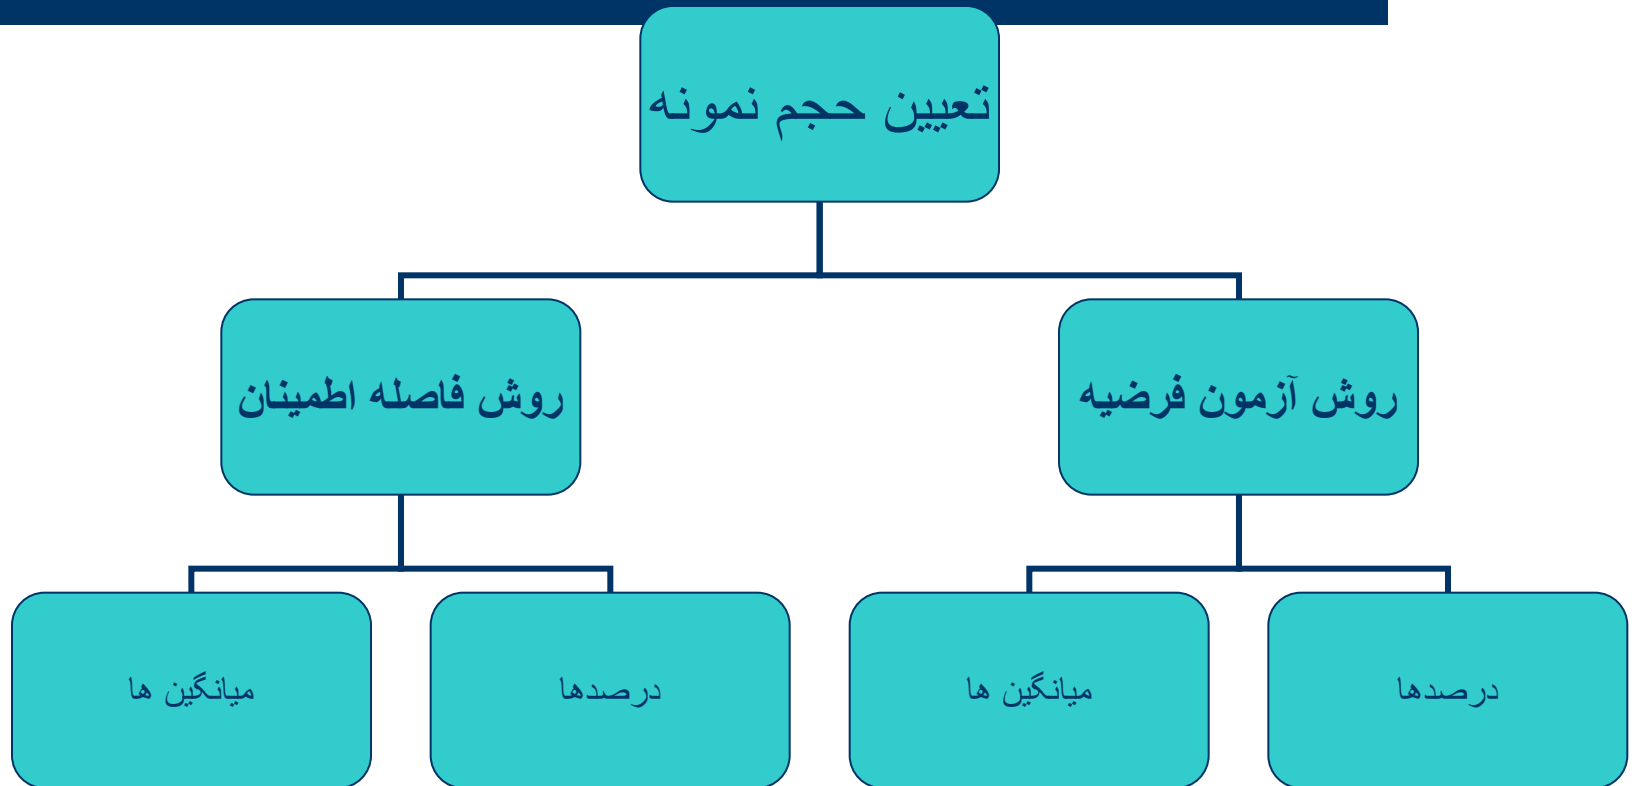 تعیین حجم نمونه
روش آزمون فرضیه
روش فاصله اطمینان
درصدها
میانگین ها
درصدها
میانگین ها